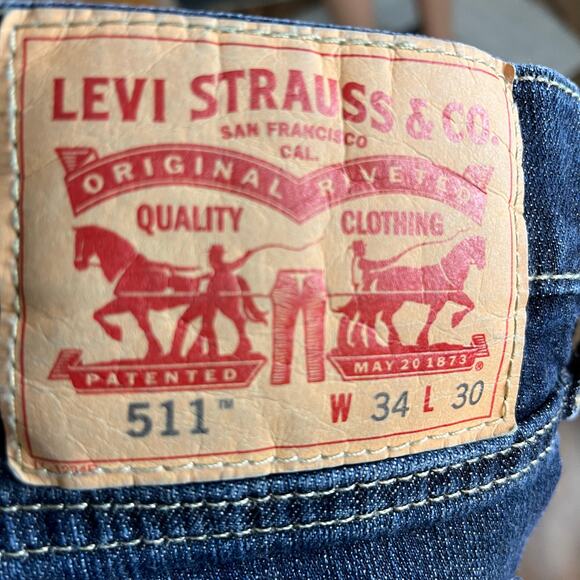 LEVI STRAUSS & CO.
SAN FRANCISCO
CAL.
ORIGINAL RIVETED
QUALITY CLOTHING
PATENTED MAY 20 1873 ®
511™ W 34 L 30